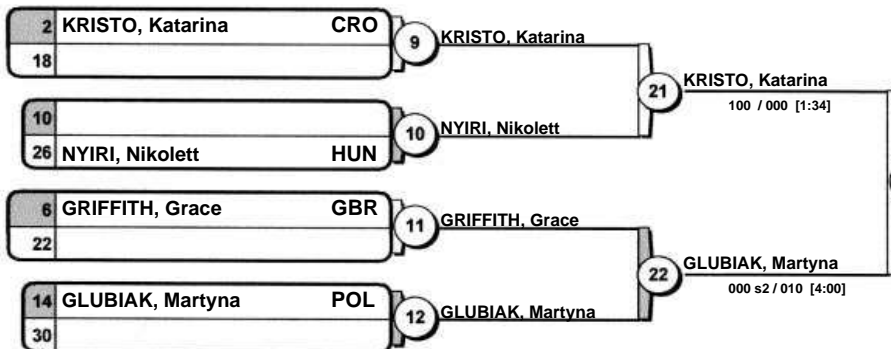 2 KRISTO, Katarina CRO
18
9 KRISTO, Katarina
10
26 NYIRI, Nikolett HUN
10 NYIRI, Nikolett
21 KRISTO, Katarina
100 / 000 [1:34]
6 GRIFFITH, Grace GBR
22
11 GRIFFITH, Grace
14 GLUBIAK, Martyna POL
30
12 GLUBIAK, Martyna
22 GLUBIAK, Martyna
000 s2 / 010 [4:00]